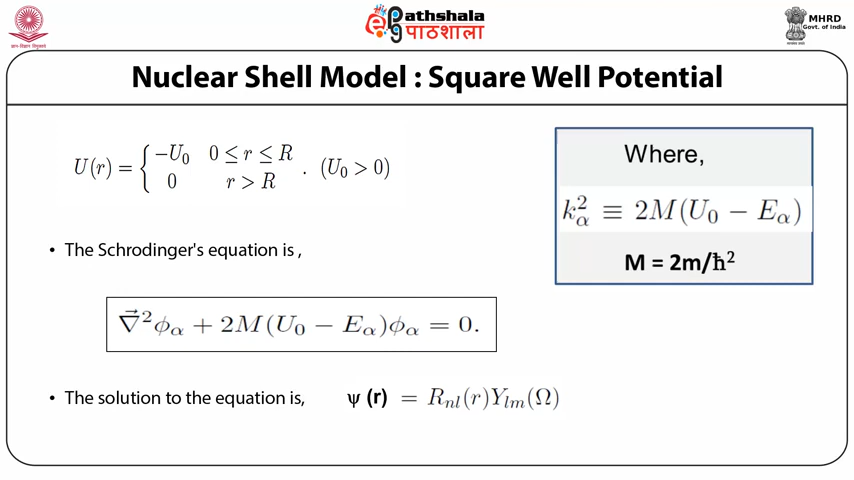 ePathshala
पाठशाला
MHRD
Govt. of India
Nuclear Shell Model : Square Well Potential
U(r) = { −U₀ 0 ≤ r ≤ R
0 r > R . (U₀ > 0)
Where,
k²_α ≡ 2M(U₀ − E_α)
M = 2m/ħ²
• The Schrodinger's equation is ,
∇⃗²ϕ_α + 2M(U₀ − E_α)ϕ_α = 0.
• The solution to the equation is, ψ (r) = R_nl(r)Y_lm(Ω)